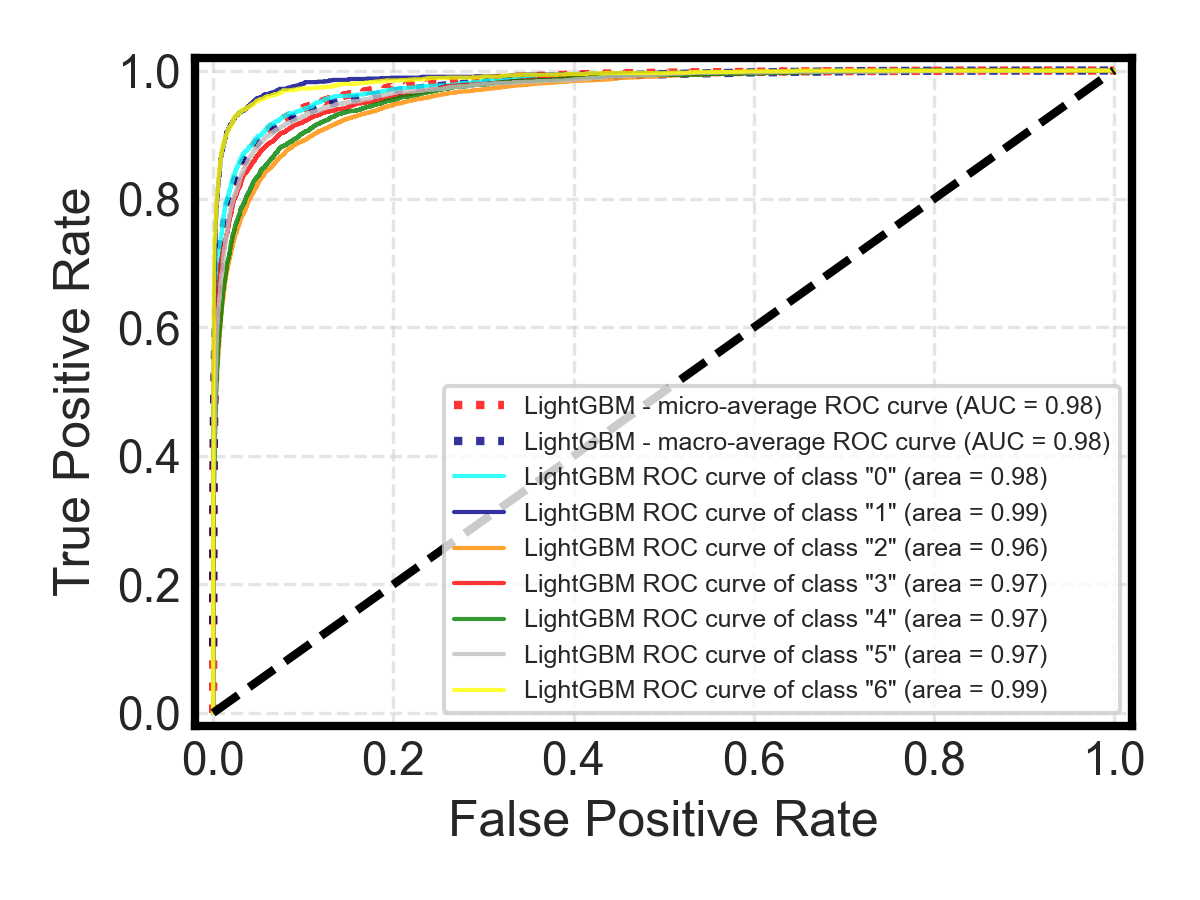 1.0
0.8
0.6
0.4
0.2
0.0
True Positive Rate
LightGBM - micro-average ROC curve (AUC = 0.98)
LightGBM - macro-average ROC curve (AUC = 0.98)
LightGBM ROC curve of class "0" (area = 0.98)
LightGBM ROC curve of class "1" (area = 0.99)
LightGBM ROC curve of class "2" (area = 0.96)
LightGBM ROC curve of class "3" (area = 0.97)
LightGBM ROC curve of class "4" (area = 0.97)
LightGBM ROC curve of class "5" (area = 0.97)
LightGBM ROC curve of class "6" (area = 0.99)
0.0 0.2 0.4 0.6 0.8 1.0
False Positive Rate